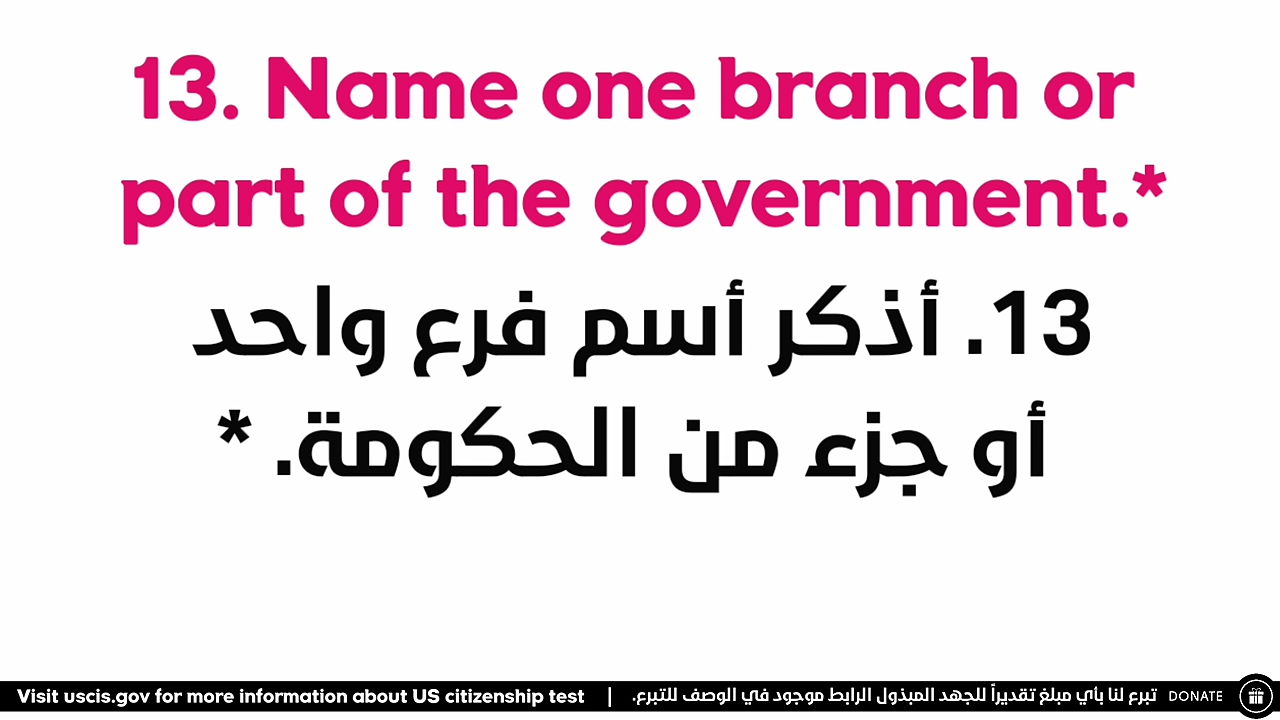 13. Name one branch or
part of the government.*
13. أذكر أسم فرع واحد
أو جزء من الحكومة. *
Visit uscis.gov for more information about US citizenship test | تبرع لنا بأي مبلغ تقديراً للجهد المبذول الرابط موجود في الوصف للتبرع. DONATE